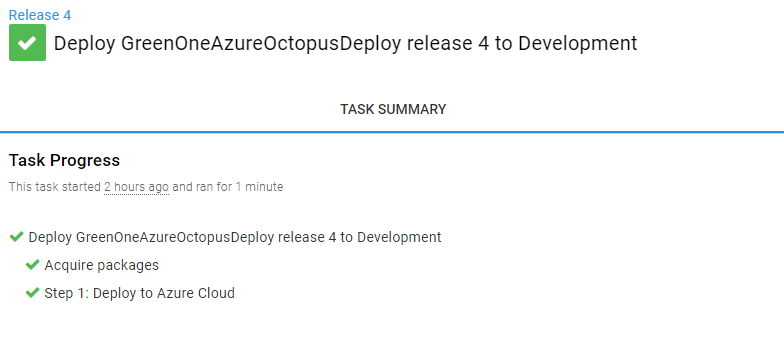 Release 4
Deploy GreenOneAzureOctopusDeploy release 4 to Development
TASK SUMMARY
Task Progress
This task started 2 hours ago and ran for 1 minute
Deploy GreenOneAzureOctopusDeploy release 4 to Development
Acquire packages
Step 1: Deploy to Azure Cloud